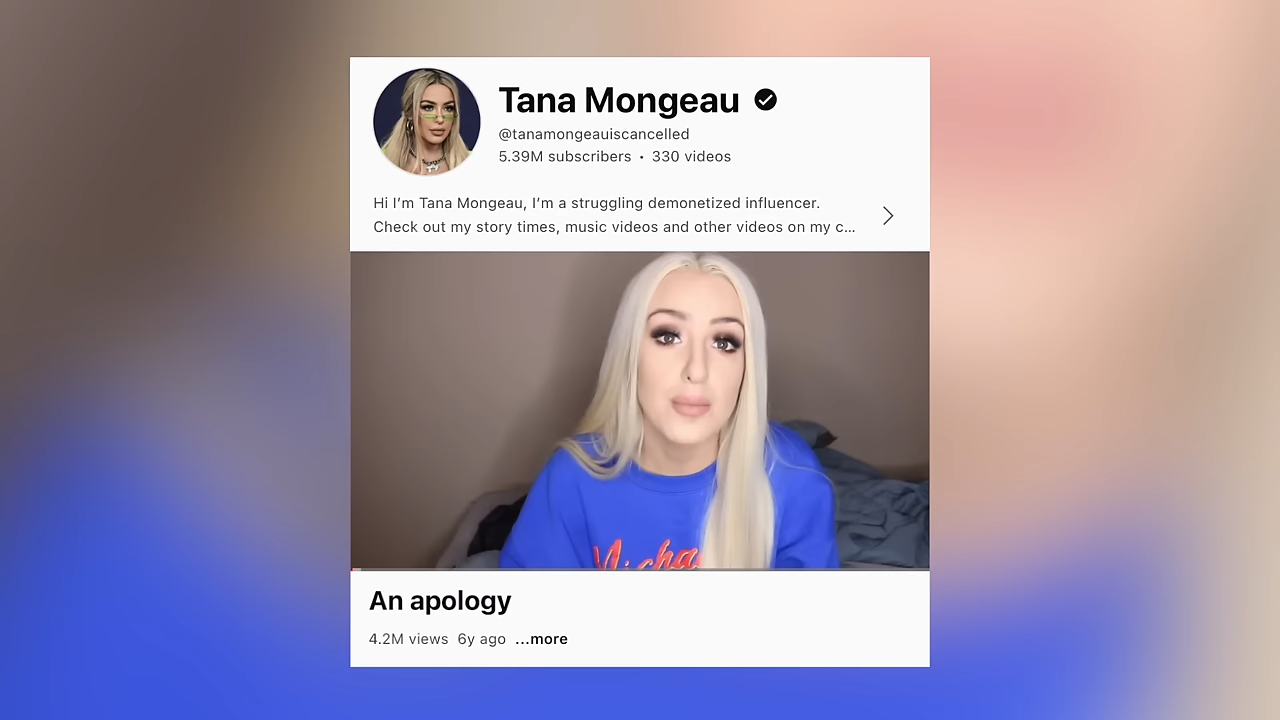 Tana Mongeau
@tanamongeauiscancelled
5.39M subscribers • 330 videos
Hi I’m Tana Mongeau, I’m a struggling demonetized influencer.
Check out my story times, music videos and other videos on my c...
Micha
An apology
4.2M views 6y ago ...more